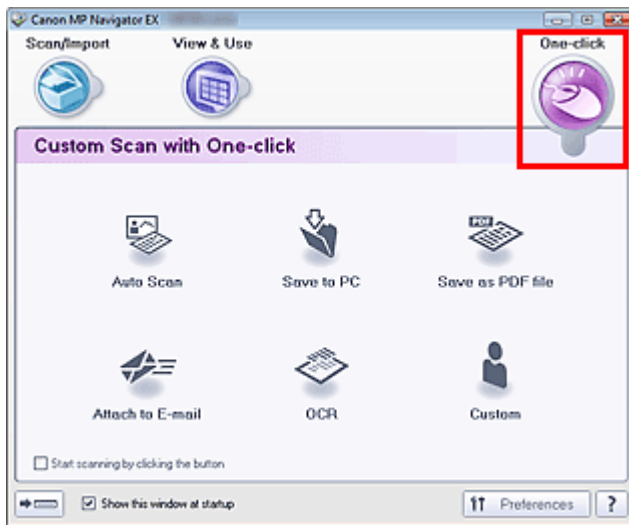 Canon MP Navigator EX
Scan/Import View & Use One-click
Custom Scan with One-click
Auto Scan Save to PC PDF Save as PDF file
Attach to E-mail OCR Custom
Start scanning by clicking the button
Show this window at startup Preferences ?